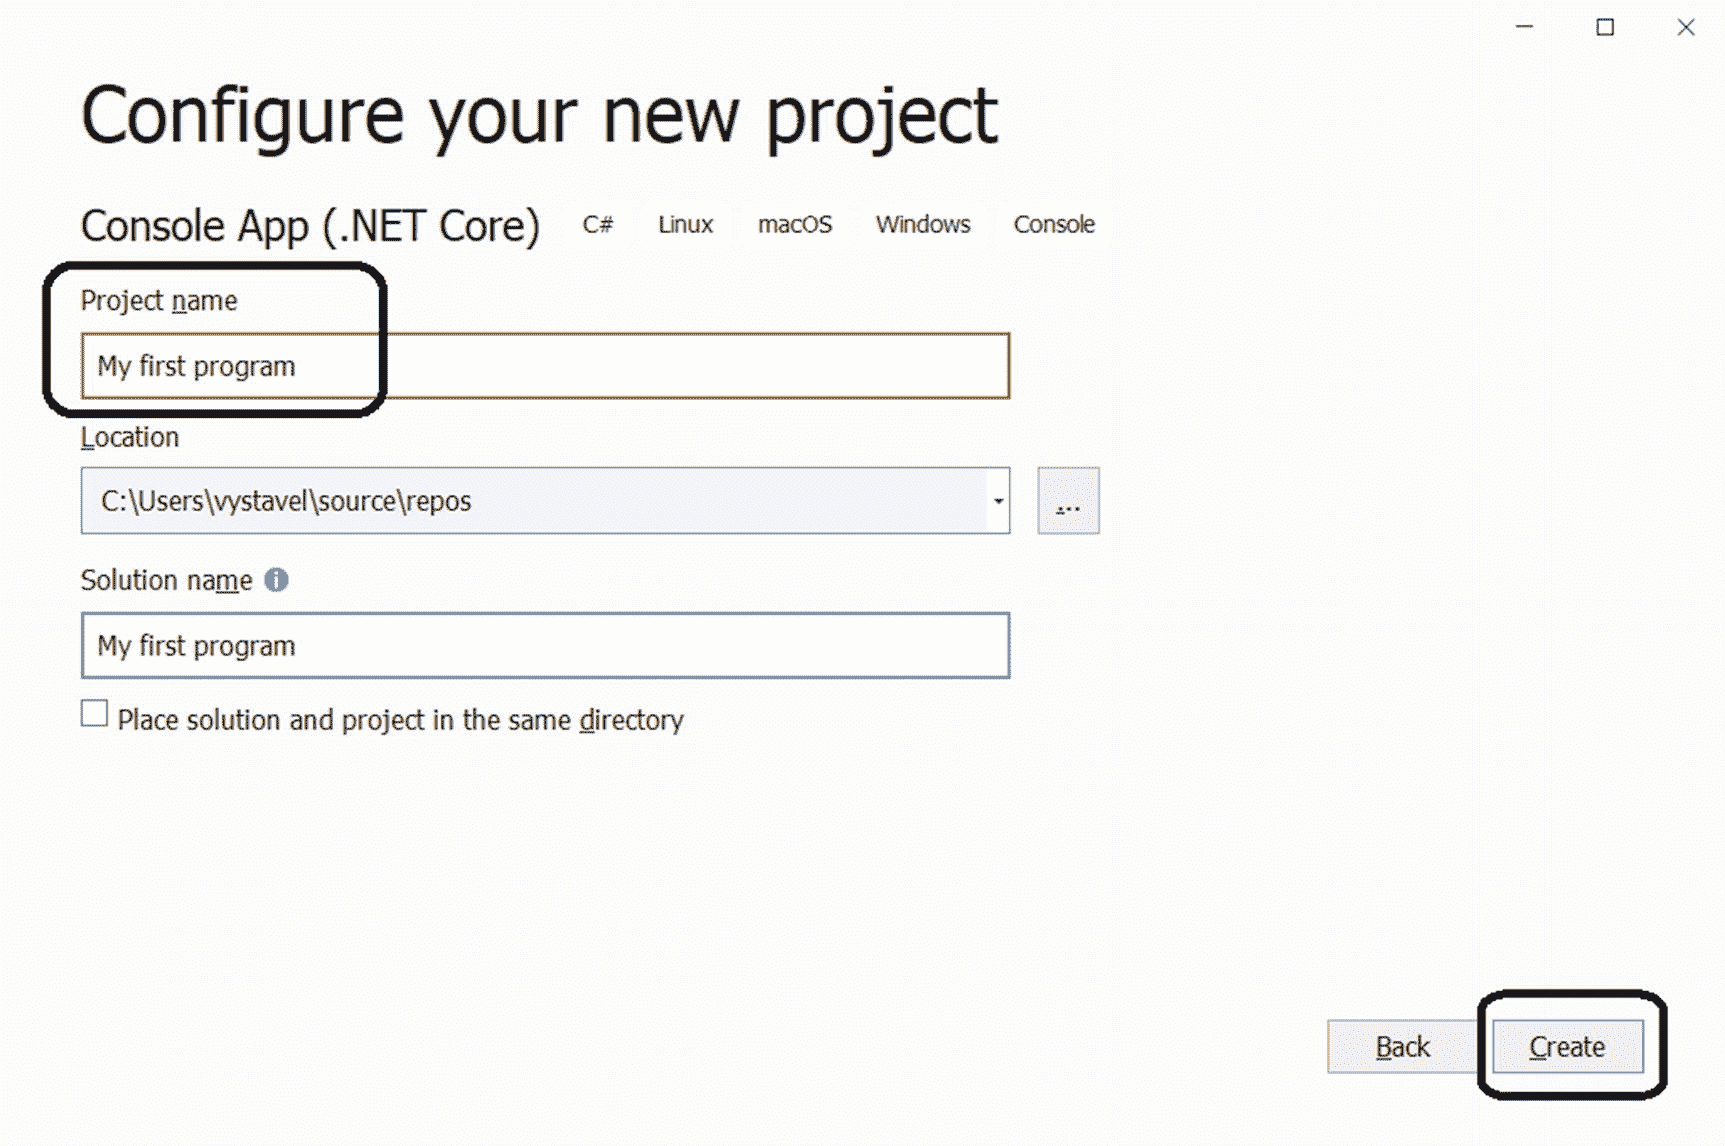 Configure your new project
Console App (.NET Core) C# Linux macOS Windows Console
Project name
My first program
Location
C:\Users\vystavel\source\repos
...
Solution name
My first program
Place solution and project in the same directory
Back Create